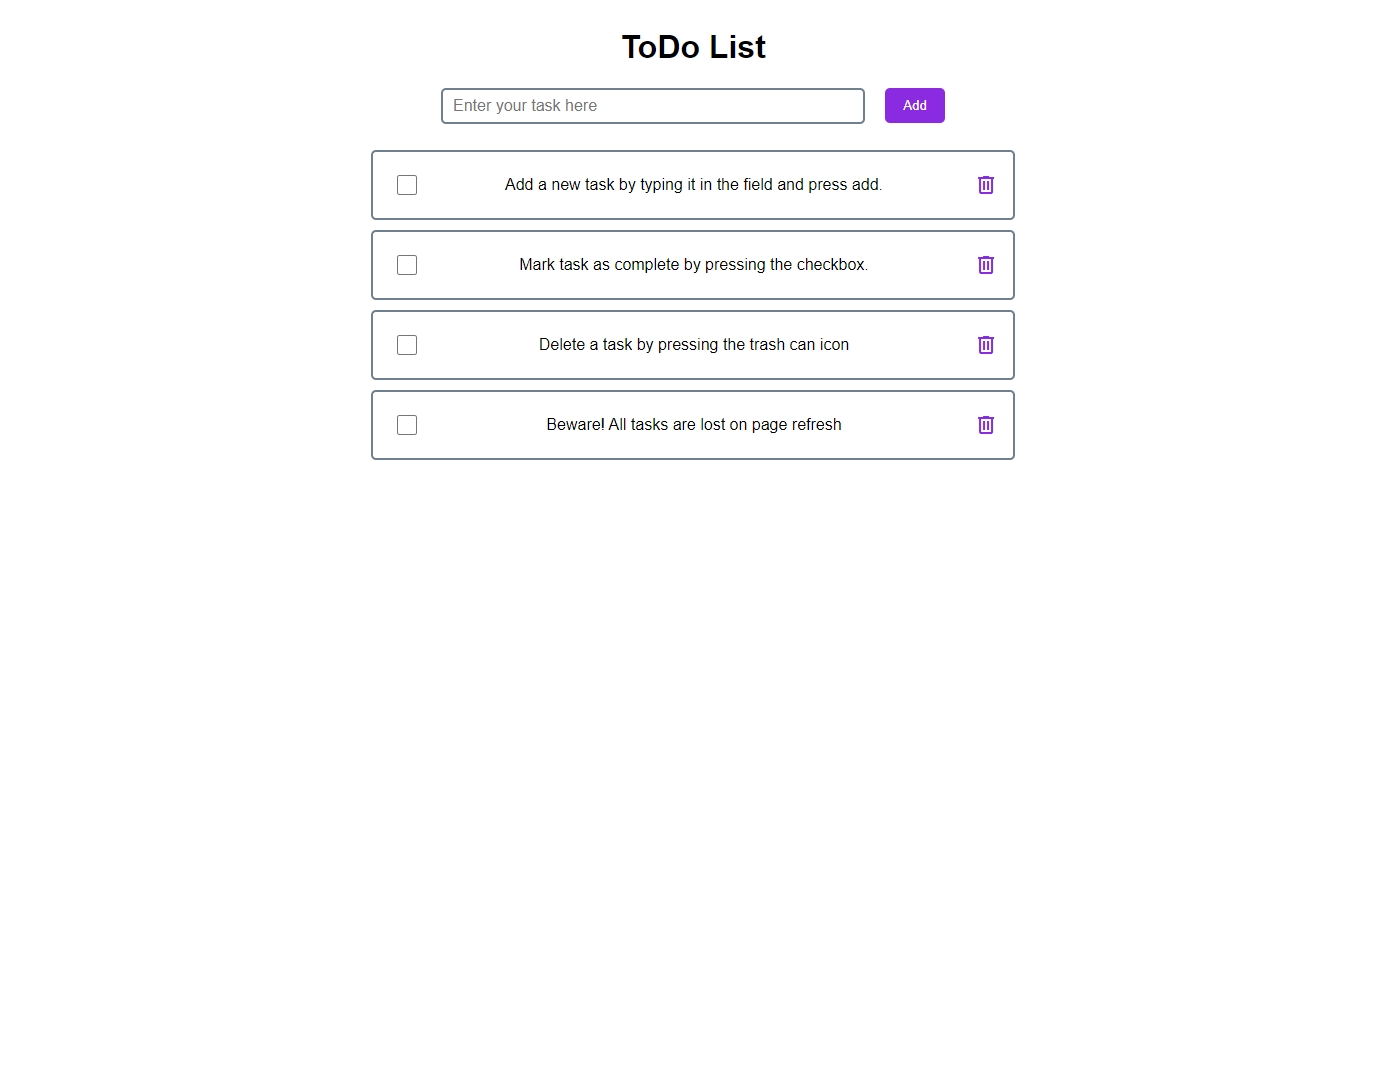 ToDo List
Enter your task here
Add
Add a new task by typing it in the field and press add.
Mark task as complete by pressing the checkbox.
Delete a task by pressing the trash can icon
Beware! All tasks are lost on page refresh